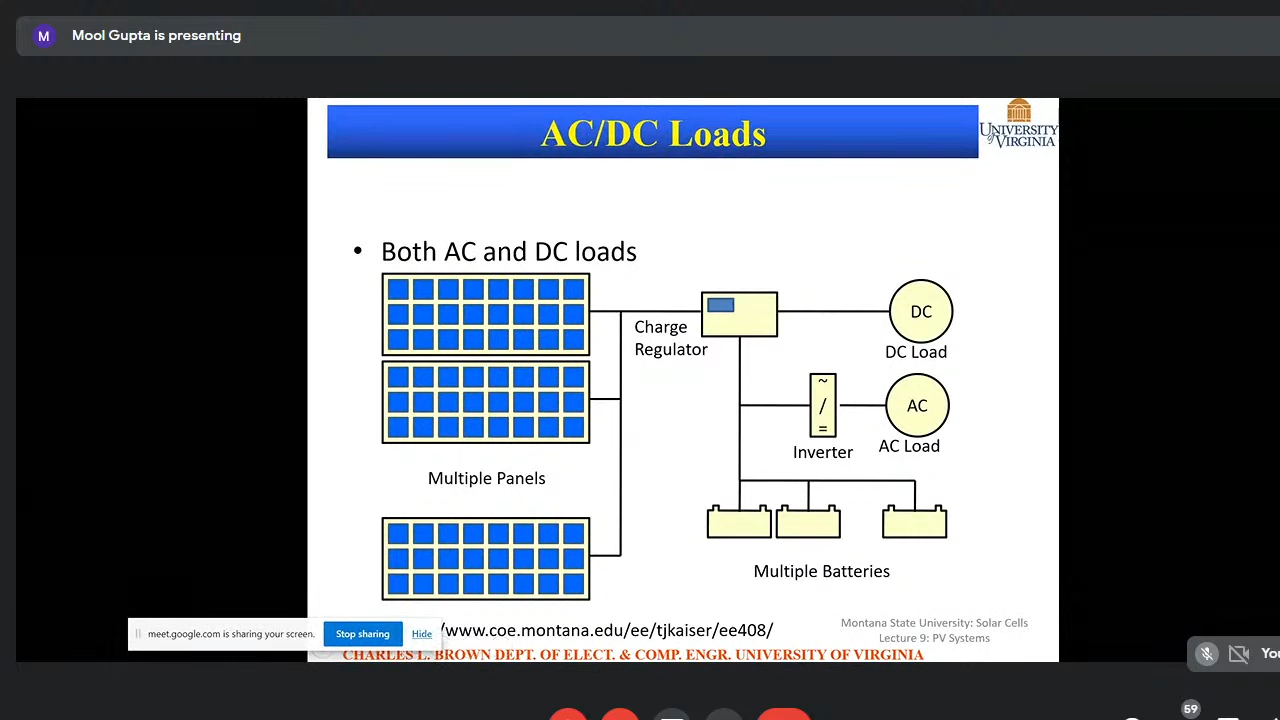 M
Mool Gupta is presenting
AC/DC Loads
UNIVERSITY
of VIRGINIA
• Both AC and DC loads
Charge
Regulator
DC
DC Load
~
/
=
AC
Inverter
AC Load
Multiple Panels
Multiple Batteries
meet.google.com is sharing your screen.
Stop sharing
Hide
/www.coe.montana.edu/ee/tjkaiser/ee408/
Montana State University: Solar Cells
Lecture 9: PV Systems
CHARLES L. BROWN DEPT. OF ELECT. & COMP. ENGR. UNIVERSITY OF VIRGINIA
59